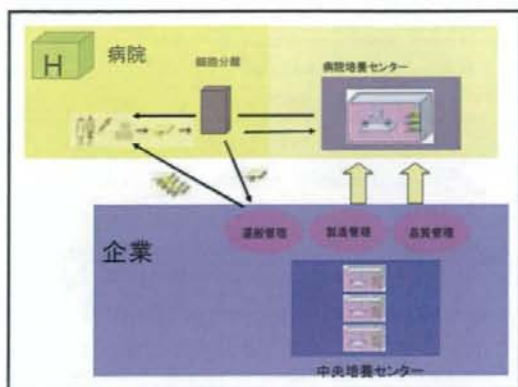 H
病院
細胞分離
病院培養センター
運搬管理
製造管理
品質管理
企業
中央培養センター